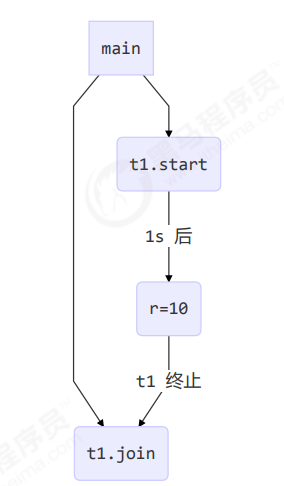 main
t1.start
1s 后
r=10
t1 终止
t1.join